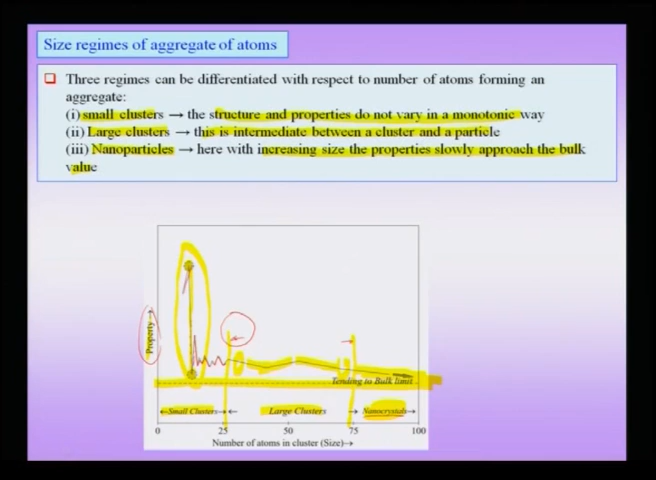 Size regimes of aggregate of atoms
Three regimes can be differentiated with respect to number of atoms forming an
aggregate:
(i) small clusters → the structure and properties do not vary in a monotonic way
(ii) Large clusters → this is intermediate between a cluster and a particle
(iii) Nanoparticles → here with increasing size the properties slowly approach the bulk
value
Property→
Tending to Bulk limit
←Small Clusters→ ← Large Clusters → ←Nanocrystals→
0 25 50 75 100
Number of atoms in cluster (Size)→